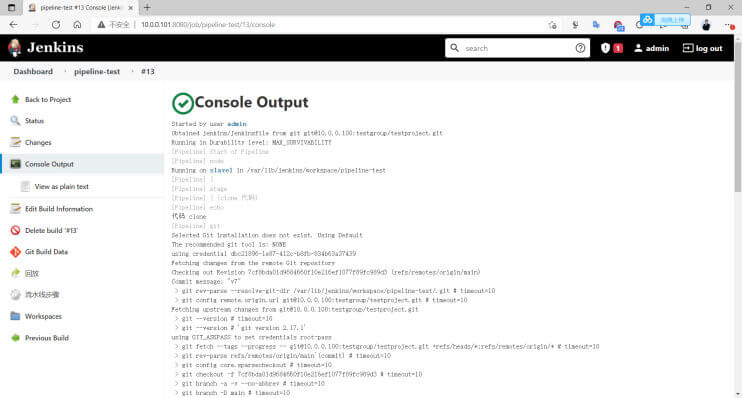 pipeline-test #13 Console [Jenk
不安全
10.0.0.101:8080/job/pipeline-test/13/console
Jenkins
search
1
admin
log out
Dashboard
pipeline-test
#13
Back to Project
Status
Changes
Console Output
View as plain text
Edit Build Information
Delete build '#13'
Git Build Data
回放
流水线步骤
Workspaces
Previous Build
Console Output
Started by user admin
Obtained jenkins/Jenkinsfile from git git@10.0.0.100:testgroup/testproject.git
Running in Durability level: MAX_SURVIVABILITY
[Pipeline] Start of Pipeline
[Pipeline] node
Running on slave1 in /var/lib/jenkins/workspace/pipeline-test
[Pipeline] {
[Pipeline] stage
[Pipeline] { (clone 代码)
[Pipeline] echo
代码 clone
[Pipeline] git
Selected Git installation does not exist. Using Default
The recommended git tool is: NONE
using credential
Fetching changes from the remote Git repository
Checking out Revision (refs/remotes/origin/main)
Commit message: "v7"
> git rev-parse --resolve-git-dir /var/lib/jenkins/workspace/pipeline-test/.git # timeout=10
> git config remote.origin.url git@10.0.0.100:testgroup/testproject.git # timeout=10
Fetching upstream changes from git@10.0.0.100:testgroup/testproject.git
> git --version # timeout=10
> git --version # 'git version 2.17.1'
using GIT_ASKPASS to set credentials root-pass
> git fetch --tags --progress -- git@10.0.0.100:testgroup/testproject.git +refs/heads/*:refs/remotes/origin/* # timeout=10
> git rev-parse refs/remotes/origin/main^{commit} # timeout=10
> git config core.sparsecheckout # timeout=10
> git checkout -f # timeout=10
> git branch -a -v --no-abbrev # timeout=10
> git branch -D main # timeout=10